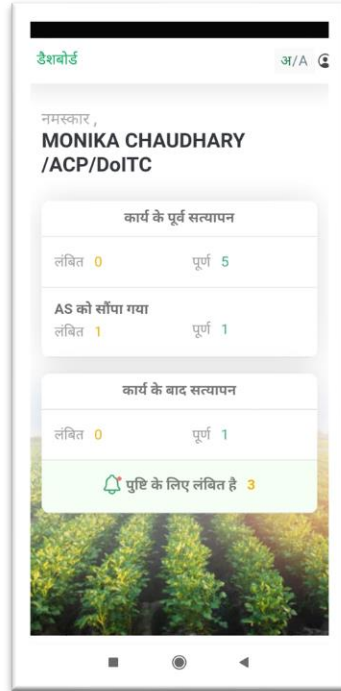 डैशबोर्ड अ/A
नमस्कार ,
MONIKA CHAUDHARY
/ACP/DoITC
कार्य के पूर्व सत्यापन
लंबित 0 पूर्ण 5
AS को सौंपा गया
लंबित 1 पूर्ण 1
कार्य के बाद सत्यापन
लंबित 0 पूर्ण 1
पुष्टि के लिए लंबित है 3